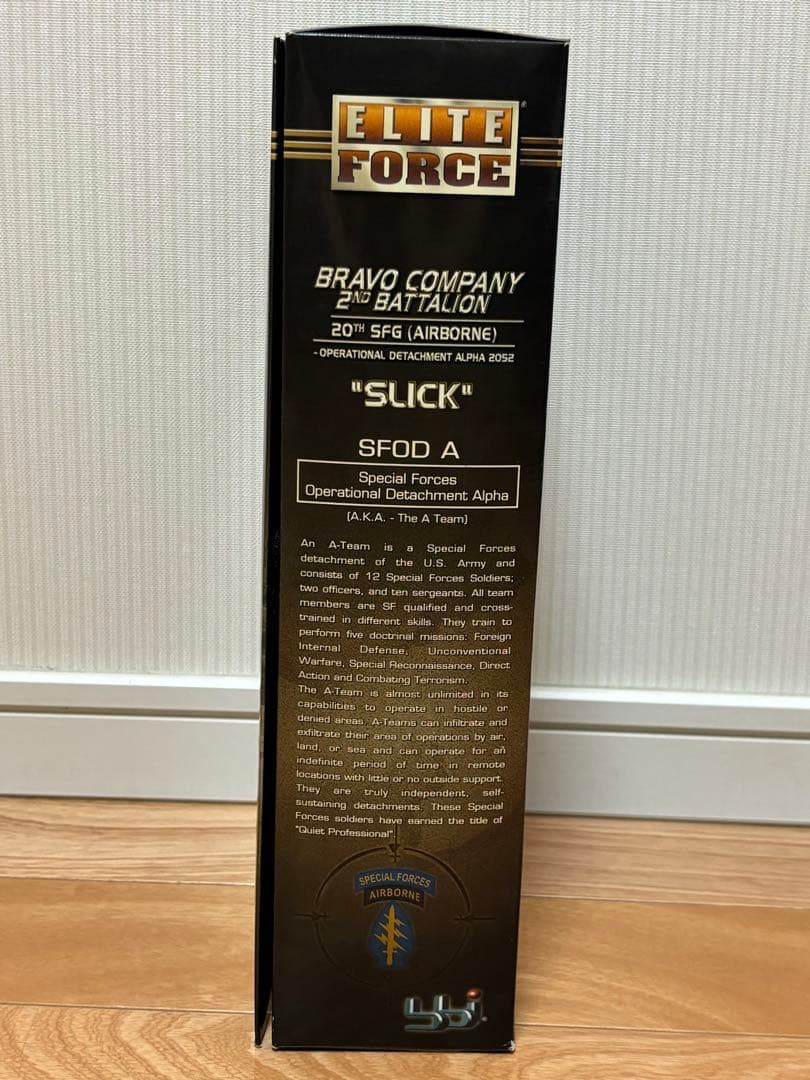 ELITE
FORCE
BRAVO COMPANY
2ND BATTALION
20TH SFG (AIRBORNE)
- OPERATIONAL DETACHMENT ALPHA 2052
"SLICK"
SFOD A
Special Forces
Operational Detachment Alpha
(A.K.A. - The A Team)
An A-Team is a Special Forces
detachment of the U.S. Army and
consists of 12 Special Forces Soldiers;
two officers, and ten sergeants. All team
members are SF qualified and cross-
trained in different skills. They train to
perform five doctrinal missions: Foreign
Internal Defense, Unconventional
Warfare, Special Reconnaissance, Direct
Action and Combating Terrorism.
The A-Team is almost unlimited in its
capabilities to operate in hostile or
denied areas. A-Teams can infiltrate and
exfiltrate their area of operations by air,
land, or sea and can operate for an
indefinite period of time in remote
locations with little or no outside support.
They are truly independent, self-
sustaining detachments. These Special
Forces soldiers have earned the title of
"Quiet Professional".
SPECIAL FORCES
AIRBORNE
bbi